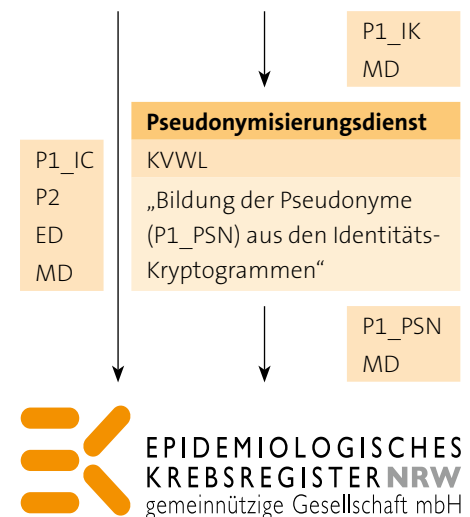 P1_IK
MD
Pseudonymisierungsdienst
KVWL
„Bildung der Pseudonyme
(P1_PSN) aus den Identitäts-
Kryptogrammen“
P1_IC
P2
ED
MD
P1_PSN
MD
EPIDEMIOLOGISCHES
KREBSREGISTER NRW
gemeinnützige Gesellschaft mbH